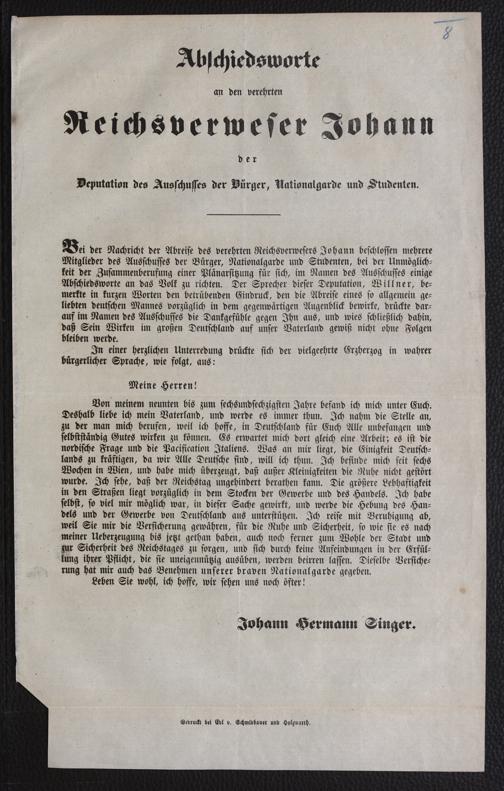 8
Abschiedsworte
an den verehrten
Reichsverweser Johann
der
Deputation des Ausschusses der Bürger, Nationalgarde und Studenten.
Bei der Nachricht der Abreise des verehrten Reichsverwesers Johann beschlossen mehrere
Mitglieder des Ausschusses der Bürger, Nationalgarde und Studenten, bei der Unmöglich-
keit der Zusammenberufung einer Plänarsitzung für sich, im Namen des Ausschusses einige
Abschiedsworte an das Volk zu richten. Der Sprecher dieser Deputation, Willner, be-
merkte in kurzen Worten den betrübenden Eindruck, den die Abreise eines so allgemein ge-
liebten deutschen Mannes vorzüglich in dem gegenwärtigen Augenblick bewirke, drückte dar-
auf im Namen des Ausschusses die Dankgefühle gegen Ihn aus, und wies schließlich dahin,
daß Sein Wirken im großen Deutschland auf unser Vaterland gewiß nicht ohne Folgen
bleiben werde.
In einer herzlichen Unterredung drückte sich der vielgeehrte Erzherzog in wahrer
bürgerlicher Sprache, wie folgt, aus:
Meine Herren!
Von meinem neunten bis zum sechsundsechzigsten Jahre befand ich mich unter Euch.
Deshalb liebe ich mein Vaterland, und werde es immer thun. Ich nahm die Stelle an,
zu der man mich berufen, weil ich hoffe, in Deutschland für Euch Alle unbefangen und
selbstständig Gutes wirken zu können. Es erwartet mich dort gleich eine Arbeit; es ist die
nordische Frage und die Pacification Italiens. Was an mir liegt, die Einigkeit Deutsch-
lands zu kräftigen, da wir Alle Deutsche sind, will ich thun. Ich befinde mich seit sechs
Wochen in Wien, und habe mich überzeugt, daß außer Kleinigkeiten die Ruhe nicht gestört
wurde. Ich sehe, daß der Reichstag ungehindert berathen kann. Die größere Lebhaftigkeit
in den Straßen liegt vorzüglich in dem Stocken der Gewerbe und des Handels. Ich habe
selbst, so viel mir möglich war, in dieser Sache gewirkt, und werde die Hebung des Han-
dels und der Gewerbe von Deutschland aus unterstützen. Ich reise mit Beruhigung ab,
weil Sie mir die Versicherung gewähren, für die Ruhe und Sicherheit, so wie sie es nach
meiner Ueberzeugung bis jetzt gethan haben, auch noch ferner zum Wohle der Stadt und
zur Sicherheit des Reichstages zu sorgen, und sich durch keine Anfeindungen in der Erfül-
lung ihrer Pflicht, die sie uneigennützig ausüben, werden beirren lassen. Dieselbe Versiche-
rung hat mir auch das Benehmen unserer braven Nationalgarde gegeben.
Leben Sie wohl, ich hoffe, wir sehen uns noch öfter!
Johann Hermann Singer.
Gedruckt bei Edl v. Schmidbauer und Holzwarth.